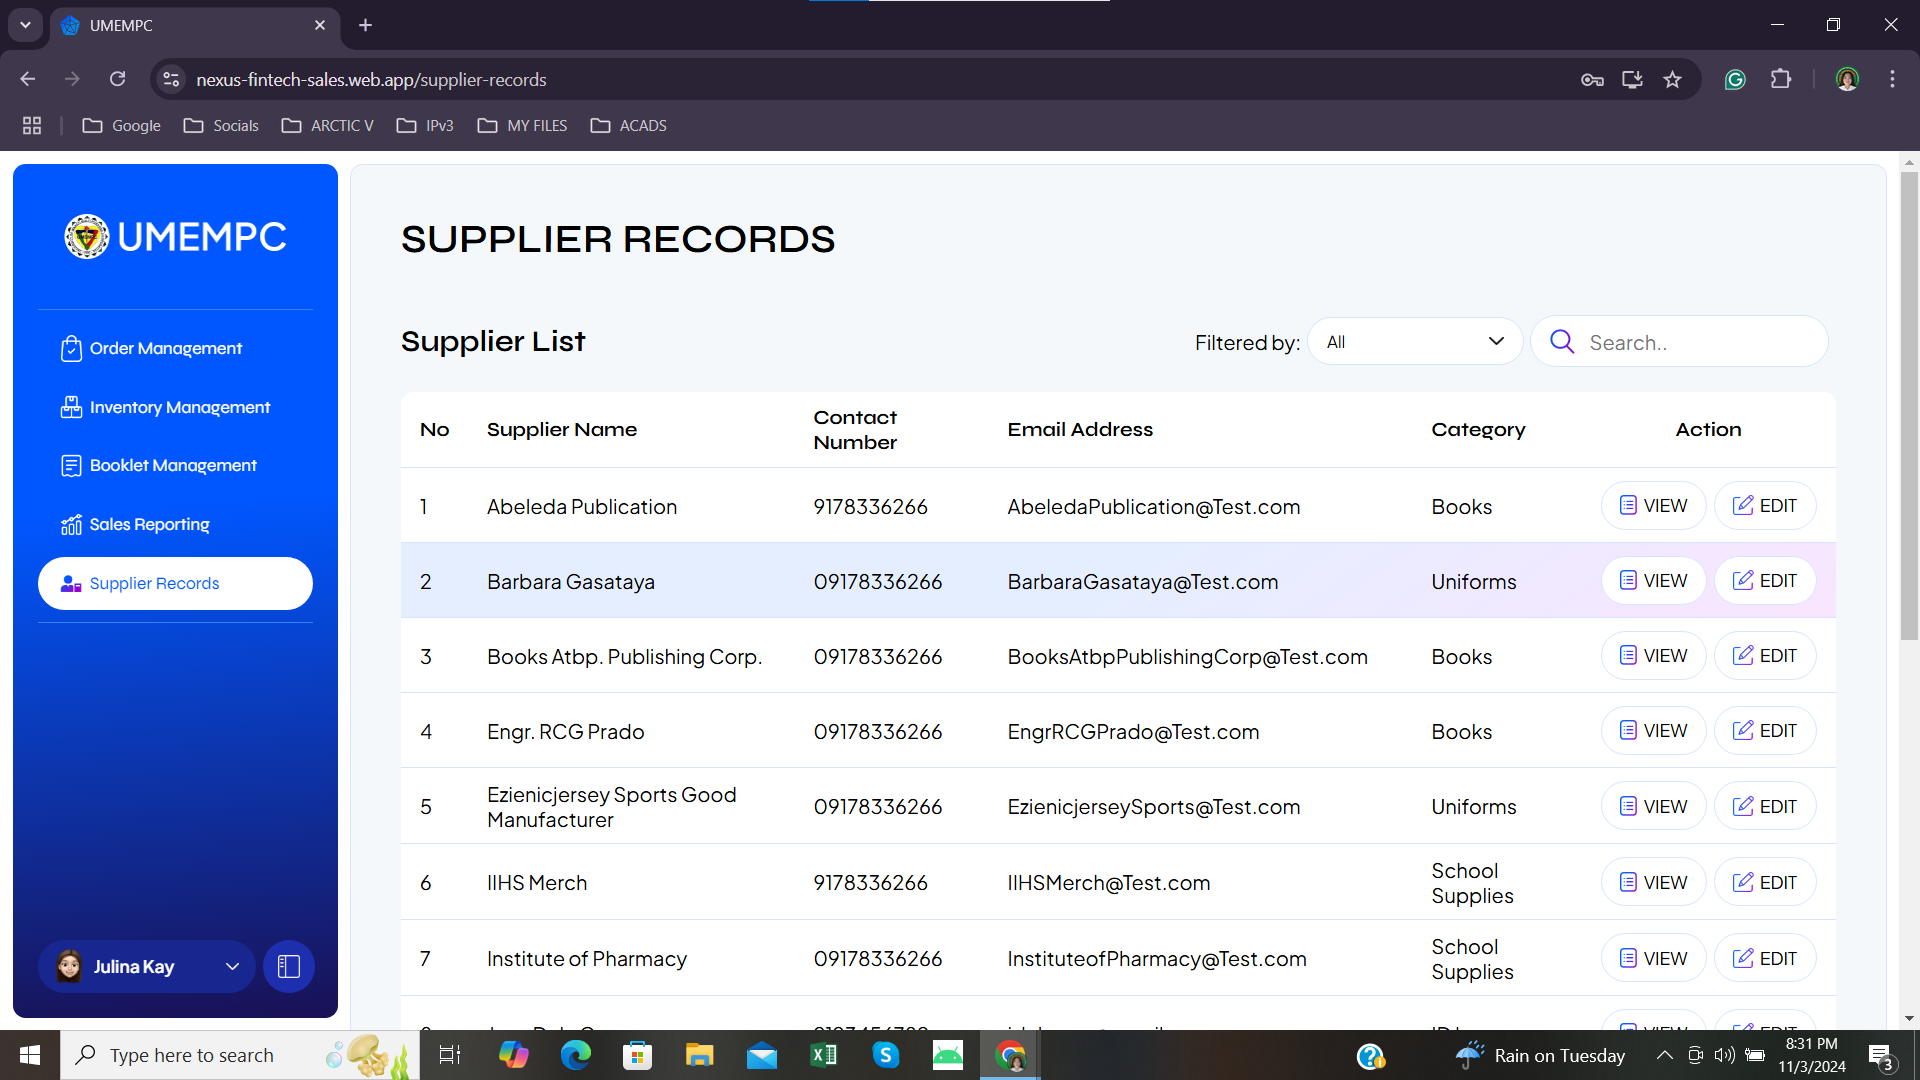 UMEMPC
nexus-fintech-sales.web.app/supplier-records
Google Socials ARCTIC V IPv3 MY FILES ACADS
UMEMPC
Order Management
Inventory Management
Booklet Management
Sales Reporting
Supplier Records
Julina Kay
SUPPLIER RECORDS
Supplier List
Filtered by: All Search..
No Supplier Name Contact Number Email Address Category Action
1 Abeleda Publication 9178336266 AbeledaPublication@Test.com Books VIEW EDIT
2 Barbara Gasataya 09178336266 BarbaraGasataya@Test.com Uniforms VIEW EDIT
3 Books Atbp. Publishing Corp. 09178336266 BooksAtbpPublishingCorp@Test.com Books VIEW EDIT
4 Engr. RCG Prado 09178336266 EngrRCGPrado@Test.com Books VIEW EDIT
5 Ezienicjersey Sports Good Manufacturer 09178336266 EzienicjerseySports@Test.com Uniforms VIEW EDIT
6 IIHS Merch 9178336266 IIHSMerch@Test.com School Supplies VIEW EDIT
7 Institute of Pharmacy 09178336266 InstituteofPharmacy@Test.com School Supplies VIEW EDIT
VIEW EDIT
Type here to search
Rain on Tuesday
8:31 PM
11/3/2024
3